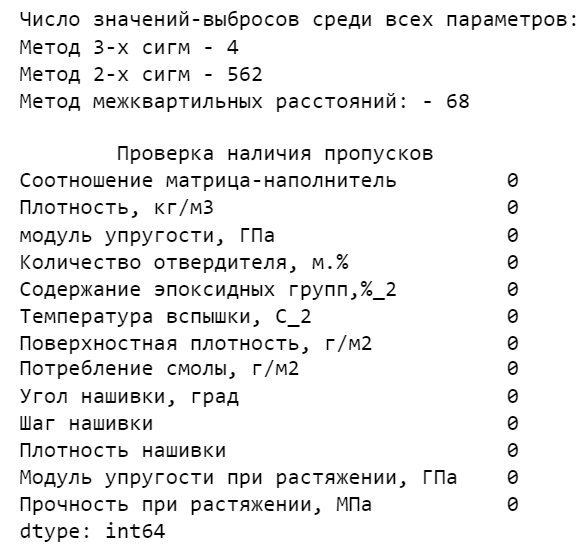 Число значений-выбросов среди всех параметров:
Метод 3-х сигм - 4
Метод 2-х сигм - 562
Метод межквартильных расстояний: - 68
Проверка наличия пропусков
Соотношение матрица-наполнитель 0
Плотность, кг/м3 0
модуль упругости, ГПа 0
Количество отвердителя, м.% 0
Содержание эпоксидных групп,%_2 0
Температура вспышки, С_2 0
Поверхностная плотность, г/м2 0
Потребление смолы, г/м2 0
Угол нашивки, град 0
Шаг нашивки 0
Плотность нашивки 0
Модуль упругости при растяжении, ГПа 0
Прочность при растяжении, МПа 0
dtype: int64